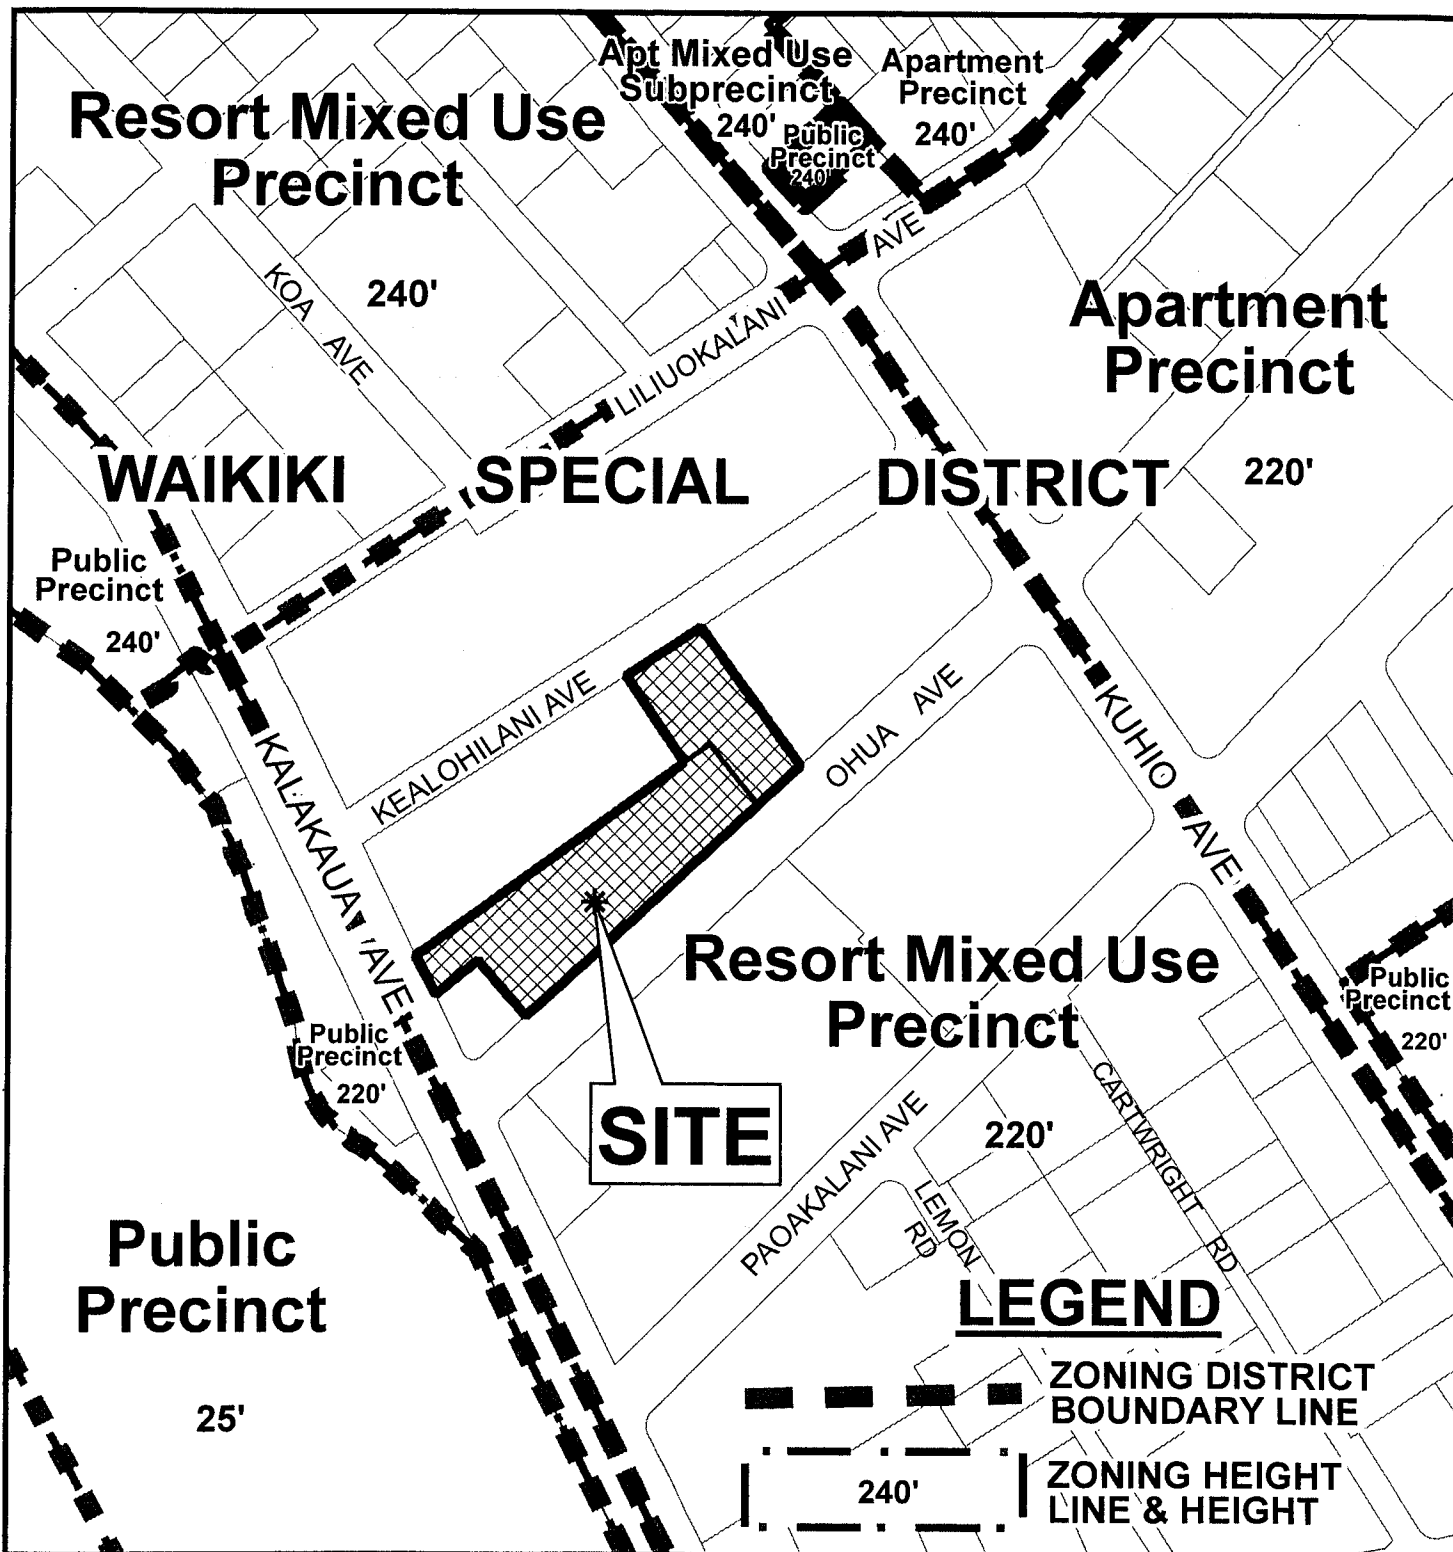 Apt Mixed Use
Subprecinct
240'
Apartment
Precinct
240'
Public
Precinct
240'
Resort Mixed Use
Precinct
240'
KOA AVE
AVE
LILIUOKALANI
Apartment
Precinct
220'
WAIKIKI SPECIAL DISTRICT
Public
Precinct
240'
KEALOHILANI AVE
OHUA AVE
KUHIO AVE
KALAKAUA AVE
Resort Mixed Use
Precinct
220'
Public
Precinct
220'
Public
Precinct
220'
SITE
PAOAKALANI AVE
LEMON
RD
CARTWRIGHT RD
Public
Precinct
25'
LEGEND
ZONING DISTRICT
BOUNDARY LINE
240'
ZONING HEIGHT
LINE & HEIGHT